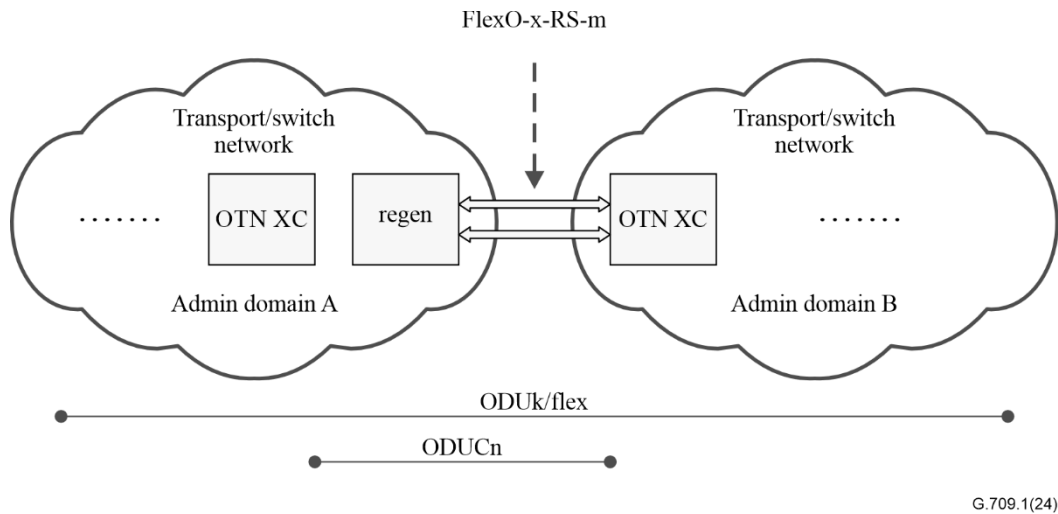 FlexO-x-RS-m
Transport/switch
network
Transport/switch
network
.......
OTN XC
regen
OTN XC
.......
Admin domain A
Admin domain B
ODUk/flex
ODUCn
G.709.1(24)